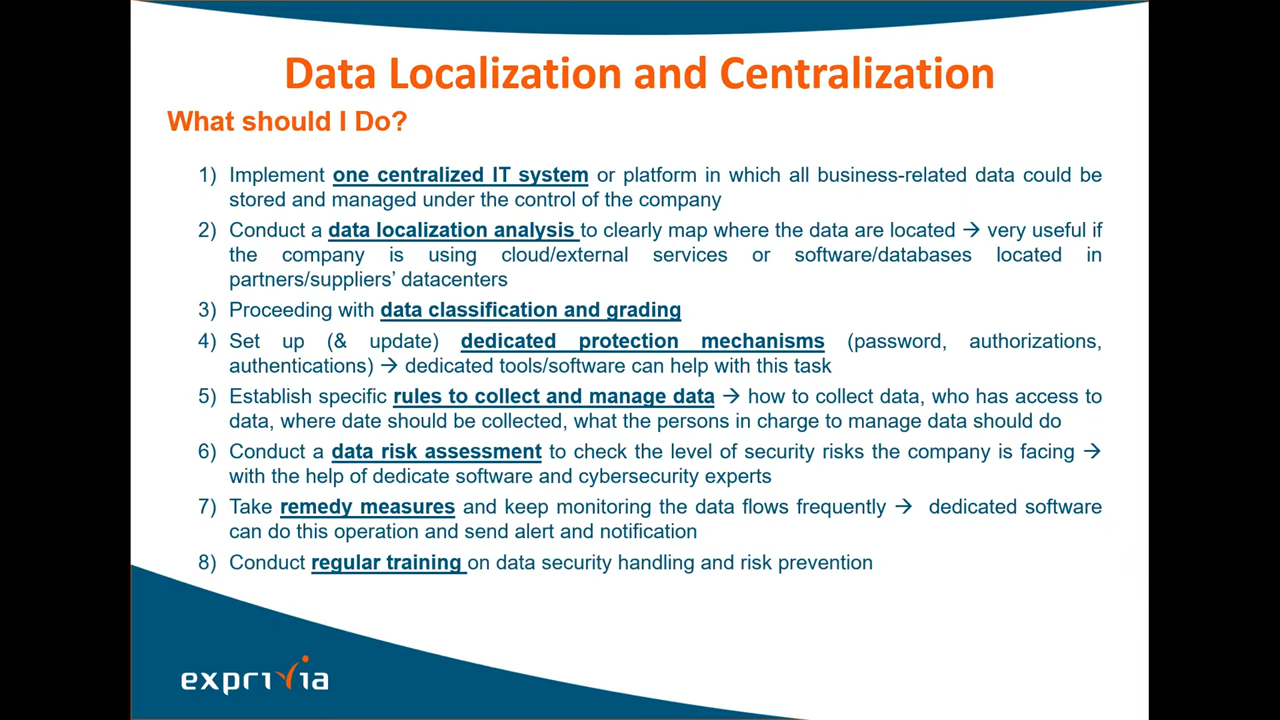 Data Localization and Centralization
What should I Do?
1) Implement one centralized IT system or platform in which all business-related data could be
stored and managed under the control of the company
2) Conduct a data localization analysis to clearly map where the data are located → very useful if
the company is using cloud/external services or software/databases located in
partners/suppliers’ datacenters
3) Proceeding with data classification and grading
4) Set up (& update) dedicated protection mechanisms (password, authorizations,
authentications) → dedicated tools/software can help with this task
5) Establish specific rules to collect and manage data → how to collect data, who has access to
data, where date should be collected, what the persons in charge to manage data should do
6) Conduct a data risk assessment to check the level of security risks the company is facing →
with the help of dedicate software and cybersecurity experts
7) Take remedy measures and keep monitoring the data flows frequently → dedicated software
can do this operation and send alert and notification
8) Conduct regular training on data security handling and risk prevention
exprivia